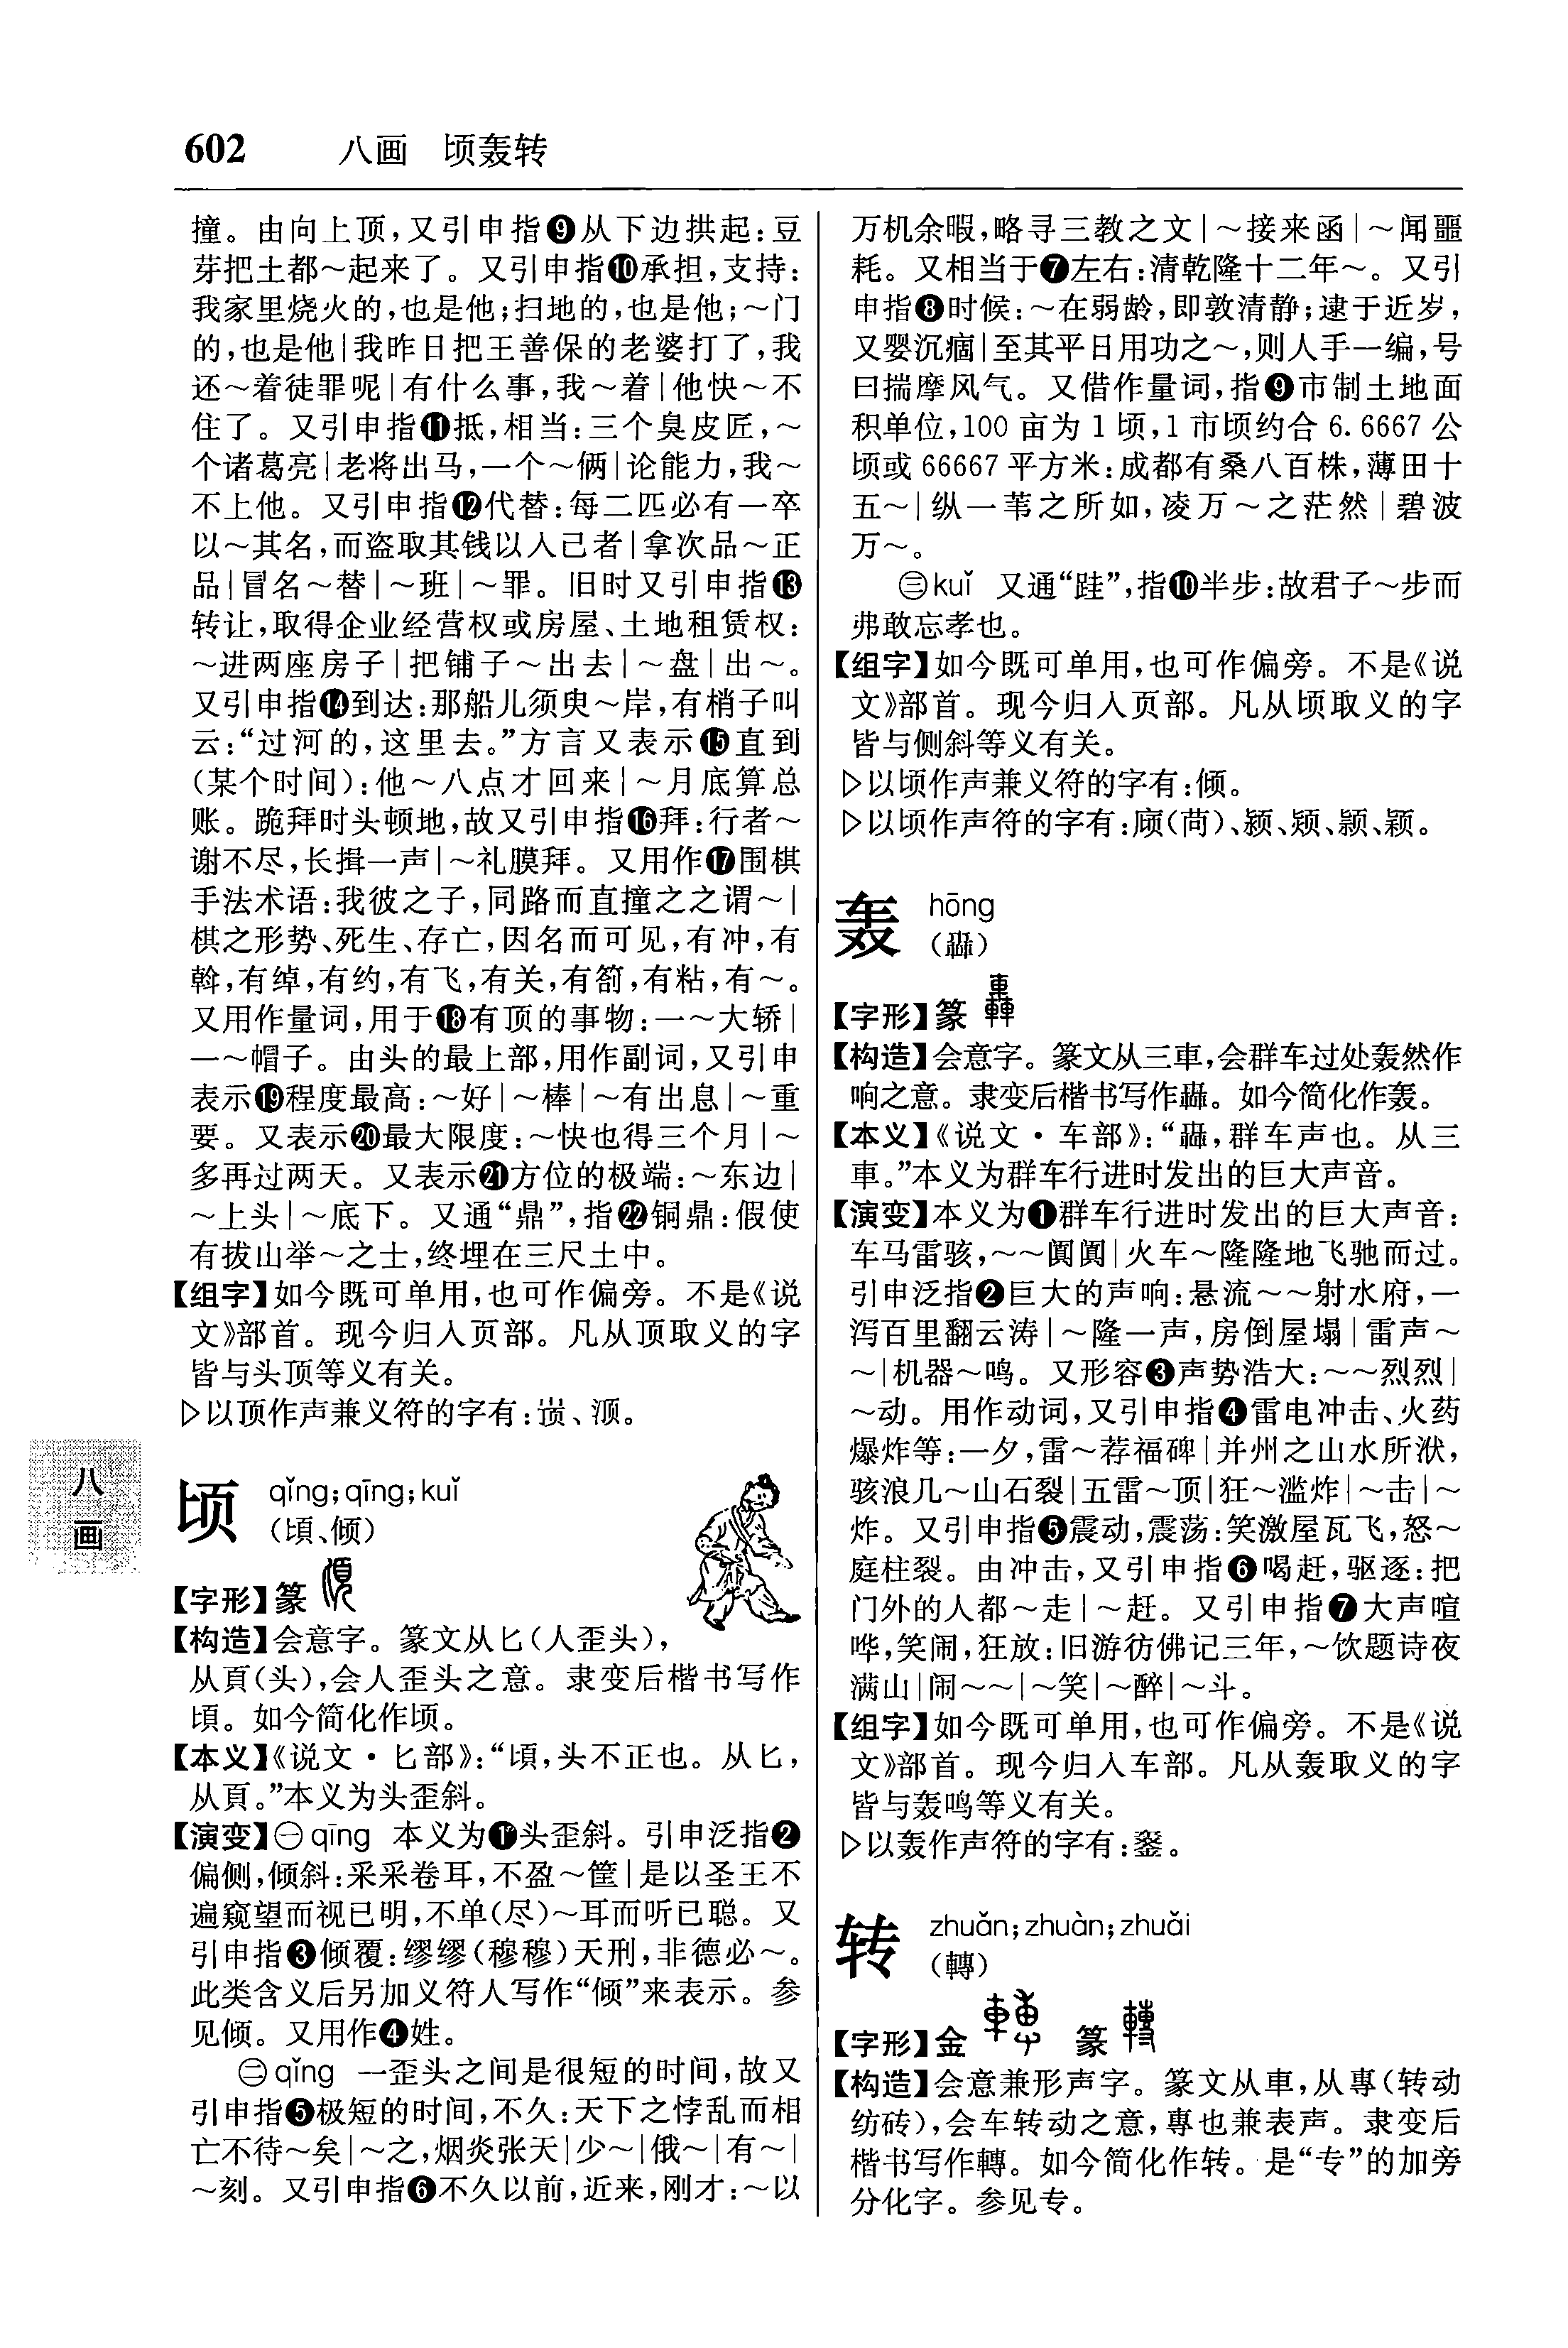 602 八画 顷轰转
撞。由向上顶,又引申指❾从下边拱起:豆
芽把土都～起来了。又引申指❿承担,支持:
我家里烧火的,也是他;扫地的,也是他;～门
的,也是他|我昨日把王善保的老婆打了,我
还～着徒罪呢|有什么事,我～着|他快～不
住了。又引申指⓫抵,相当:三个臭皮匠,～
个诸葛亮|老将出马,一个～俩|论能力,我～
不上他。又引申指⓬代替:每二匹必有一卒
以～其名,而盗取其钱以入己者|拿次品～正
品|冒名～替|～班|～罪。旧时又引申指⓭
转让,取得企业经营权或房屋、土地租赁权:
～进两座房子|把铺子～出去|～盘|出～。
又引申指⓮到达:那船儿须臾～岸,有梢子叫
云:“过河的,这里去。”方言又表示⓯直到
(某个时间):他～八点才回来|～月底算总
账。跪拜时头顿地,故又引申指⓰拜:行者～
谢不尽,长揖一声|～礼膜拜。又用作⓱围棋
手法术语:我彼之子,同路而直撞之之谓～|
棋之形势、死生、存亡,因名而可见,有冲,有
斡,有绰,有约,有飞,有关,有劄,有粘,有～。
又用作量词,用于⓲有顶的事物:一～大轿|
一～帽子。由头的最上部,用作副词,又引申
表示⓳程度最高:～好|～棒|～有出息|～重
要。又表示⓴最大限度:～快也得三个月|～
多再过两天。又表示㉑方位的极端:～东边|
～上头|～底下。又通“鼎”,指㉒铜鼎:假使
有拔山举～之士,终埋在三尺土中。
【组字】如今既可单用,也可作偏旁。不是《说
文》部首。现今归入页部。凡从顶取义的字
皆与头顶等义有关。
▷以顶作声兼义符的字有:、。
八画
顷 qǐng;qīng;kuǐ
(頃、倾)
【字形】篆
【构造】会意字。篆文从匕(人歪头),
从頁(头),会人歪头之意。隶变后楷书写作
頃。如今简化作顷。
【本义】《说文·匕部》:“頃,头不正也。从匕,
从頁。”本义为头歪斜。
【演变】㊀qīng 本义为❶头歪斜。引申泛指❷
偏侧,倾斜:采采卷耳,不盈～筐|是以圣王不
遍窥望而视已明,不单(尽)～耳而听已聪。又
引申指❸倾覆:缪缪(穆穆)天刑,非德必～。
此类含义后另加义符人写作“倾”来表示。参
见倾。又用作❹姓。
㊁qǐng 一歪头之间是很短的时间,故又
引申指❺极短的时间,不久:天下之悖乱而相
亡不待～矣|～之,烟炎张天|少～|俄～|有～|
～刻。又引申指❻不久以前,近来,刚才:～以
万机余暇,略寻三教之文|～接来函|～闻噩
耗。又相当于❼左右:清乾隆十二年～。又引
申指❽时候:～在弱龄,即敦清静;逮于近岁,
又婴沉痼|至其平日用功之～,则人手一编,号
曰揣摩风气。又借作量词,指❾市制土地面
积单位,100 亩为 1 顷,1 市顷约合 6.6667 公
顷或 66667 平方米:成都有桑八百株,薄田十
五～|纵一苇之所如,凌万～之茫然|碧波
万～。
㊂kuǐ 又通“跬”,指❿半步:故君子～步而
弗敢忘孝也。
【组字】如今既可单用,也可作偏旁。不是《说
文》部首。现今归入页部。凡从顷取义的字
皆与侧斜等义有关。
▷以顷作声兼义符的字有:倾。
▷以顷作声符的字有:庼(苘)、颍、颎、颖、颕。
轰 hōng
(轟)
【字形】篆
【构造】会意字。篆文从三車,会群车过处轰然作
响之意。隶变后楷书写作轟。如今简化作轰。
【本义】《说文·车部》:“轟,群车声也。从三
車。”本义为群车行进时发出的巨大声音。
【演变】本义为❶群车行进时发出的巨大声音:
车马雷骇,～～阗阗|火车～隆隆地飞驰而过。
引申泛指❷巨大的声响:悬流～～射水府,一
泻百里翻云涛|～隆一声,房倒屋塌|雷声～
～|机器～鸣。又形容❸声势浩大:～～烈烈|
～动。用作动词,又引申指❹雷电冲击、火药
爆炸等:一夕,雷～荐福碑|并州之山水所洑,
骇浪几～山石裂|五雷～顶|狂～滥炸|～击|～
炸。又引申指❺震动,震荡:笑激屋瓦飞,怒～
庭柱裂。由冲击,又引申指❻喝赶,驱逐:把
门外的人都～走|～赶。又引申指❼大声喧
哗,笑闹,狂放:旧游彷佛记三年,～饮题诗夜
满山|闹～～|～笑|～醉|～斗。
【组字】如今既可单用,也可作偏旁。不是《说
文》部首。现今归入车部。凡从轰取义的字
皆与轰鸣等义有关。
▷以轰作声符的字有:。
转 zhuǎn;zhuàn;zhuǎi
(轉)
【字形】金 篆
【构造】会意兼形声字。篆文从車,从專(转动
纺砖),会车转动之意,專也兼表声。隶变后
楷书写作轉。如今简化作转。是“专”的加旁
分化字。参见专。